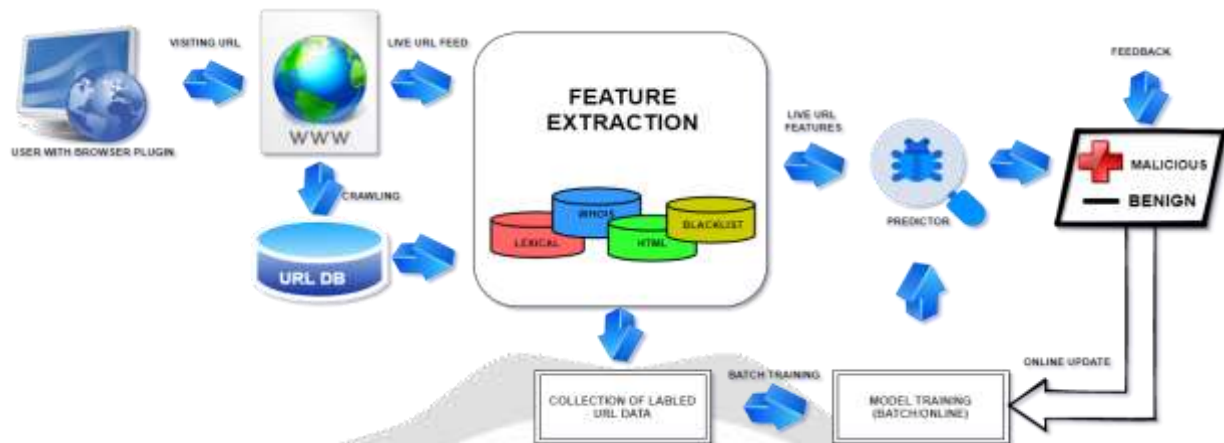 VISITING URL
LIVE URL FEED
WWW
USER WITH BROWSER PLUGIN
CRAWLING
URL DB
FEATURE
EXTRACTION
LEXICAL
WHOIS
HTML
BLACKLIST
LIVE URL
FEATURES
PREDICTOR
FEEDBACK
MALICIOUS
BENIGN
COLLECTION OF LABLED
URL DATA
BATCH TRAINING
MODEL TRAINING
(BATCH/ONLINE)
ONLINE UPDATE